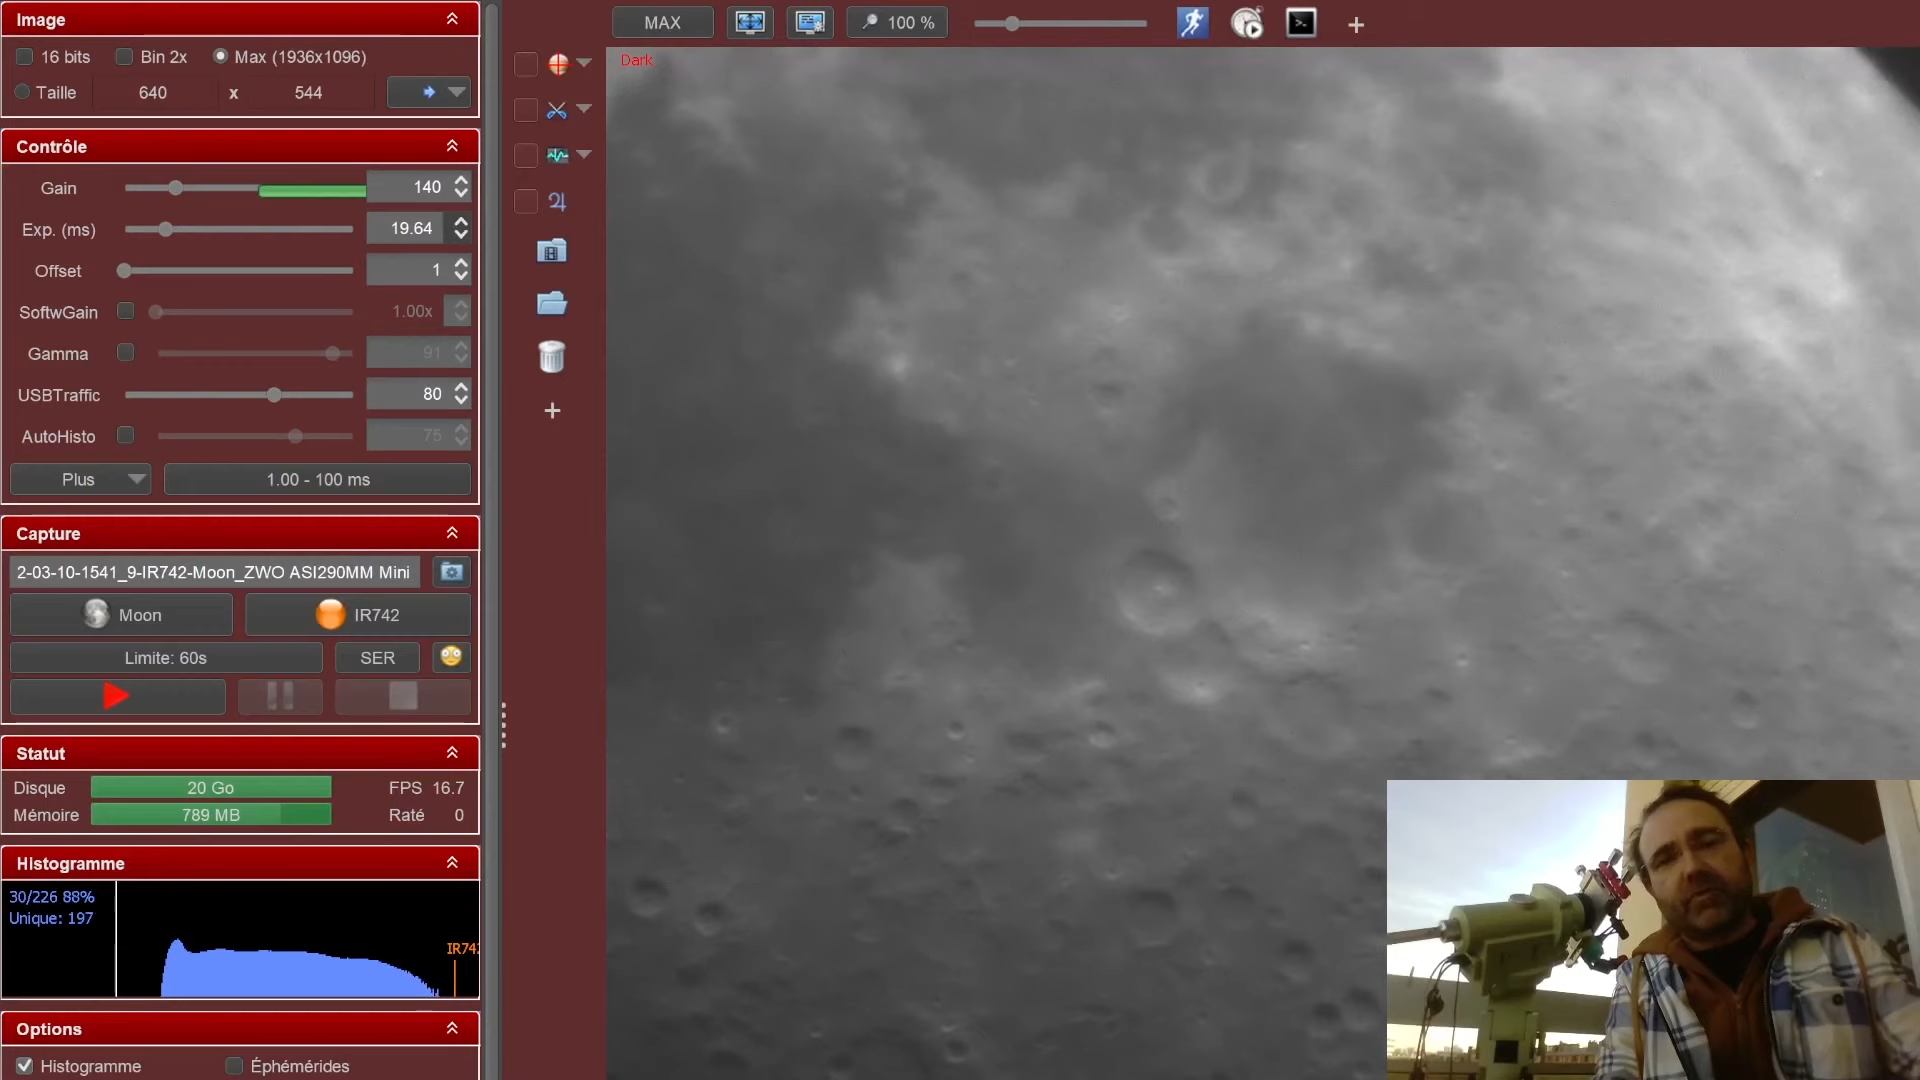 Image
16 bits Bin 2x Max (1936x1096)
Taille 640 x 544
Contrôle
Gain 140
Exp. (ms) 19.64
Offset 1
SoftwGain 1.00x
Gamma 91
USBTraffic 80
AutoHisto 75
Plus 1.00 - 100 ms
Capture
2-03-10-1541_9-IR742-Moon_ZWO ASI290MM Mini
Moon IR742
Limite: 60s SER
Statut
Disque 20 Go FPS 16.7
Mémoire 789 MB Raté 0
Histogramme
30/226 88%
Unique: 197
IR742
Options
Histogramme Éphémérides
MAX 100 %
Dark